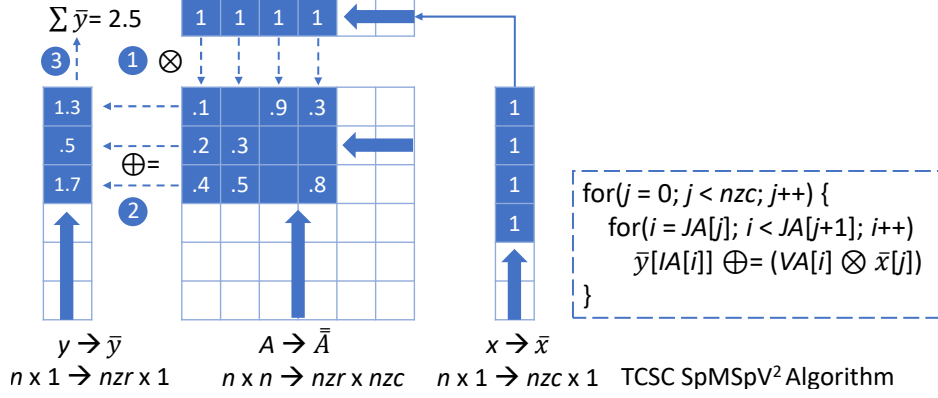 ∑ ȳ = 2.5
1 1 1 1
3 1 ⊗
1.3 .1 .9 .3 1
.5 .2 .3 1
⊕=
1.7 .4 .5 .8 1
2
1
for(j = 0; j < nzc; j++) {
for(i = JA[j]; i < JA[j+1]; i++)
ȳ[IA[i]] ⊕= (VA[i] ⊗ x̄[j])
}
y → ȳ A → A̿ x → x̄
n x 1 → nzr x 1 n x n → nzr x nzc n x 1 → nzc x 1 TCSC SpMSpV² Algorithm